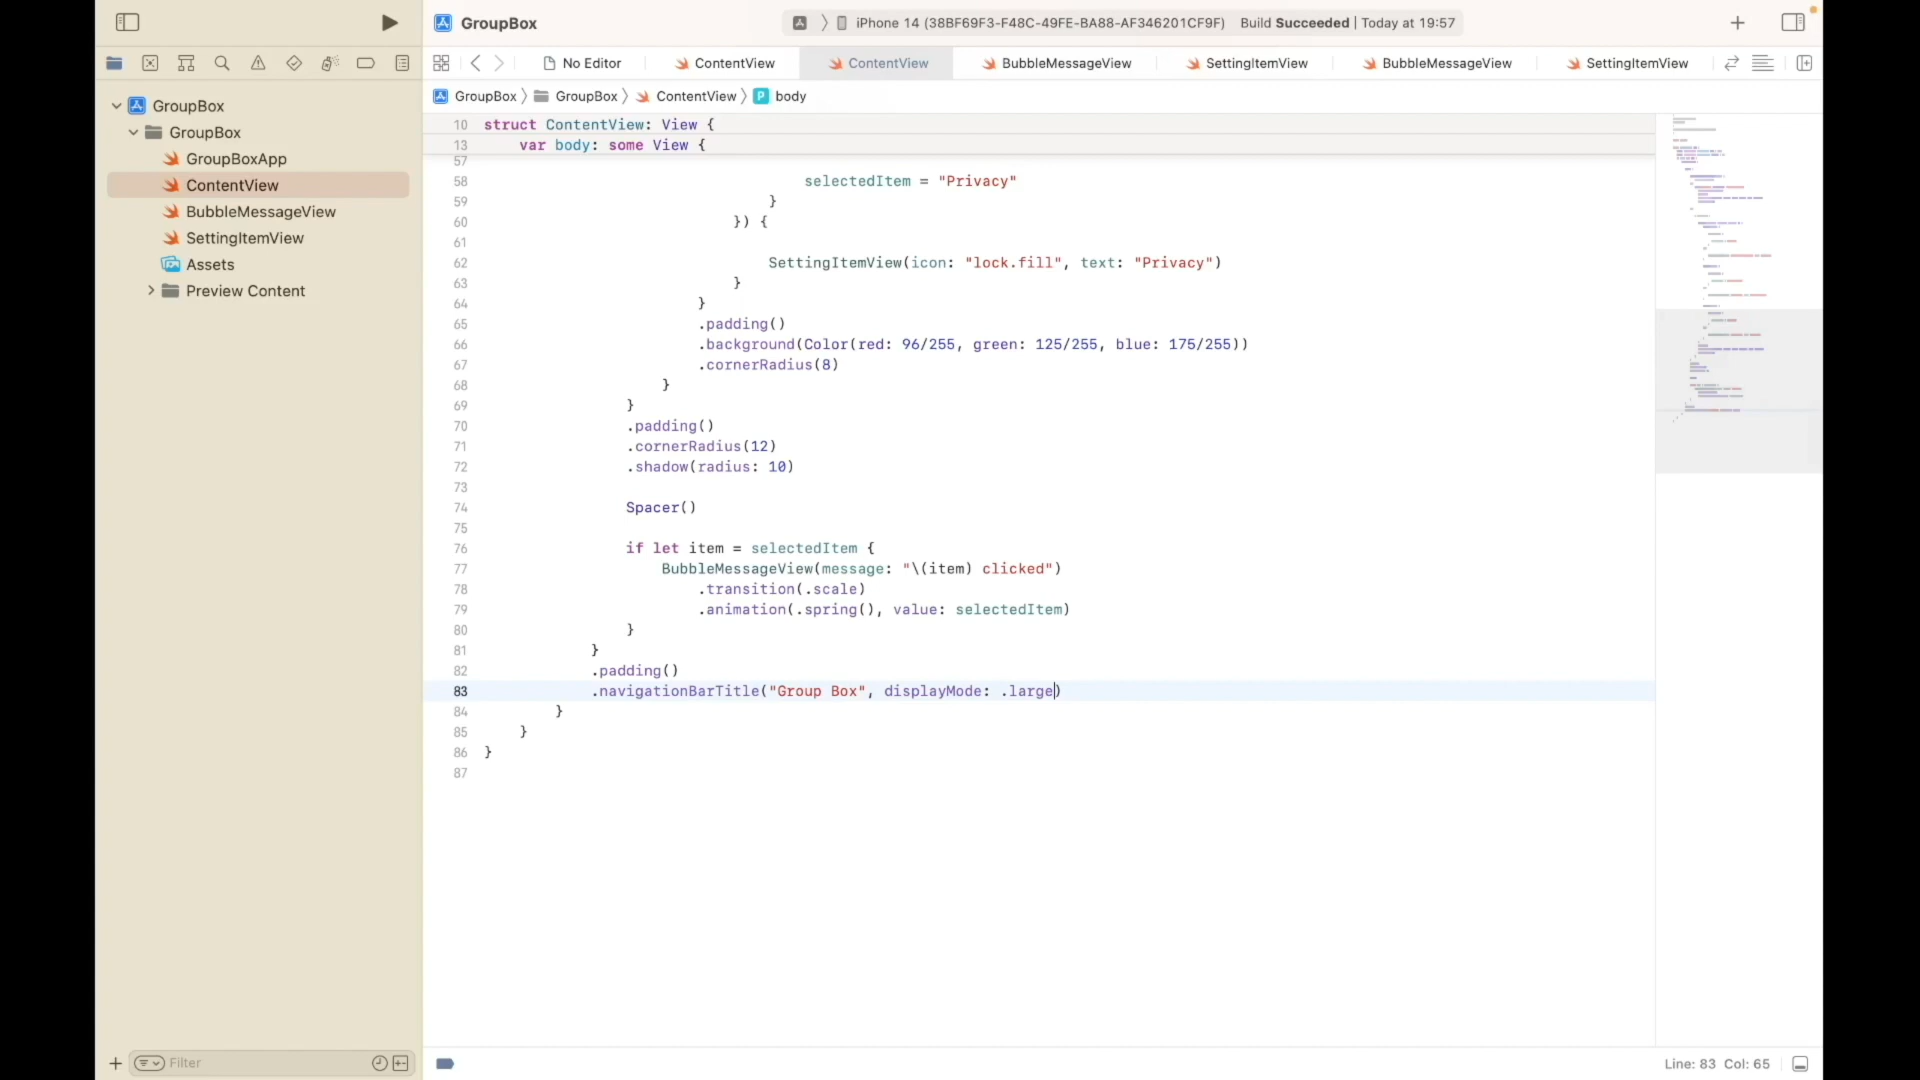 GroupBox
iPhone 14 (38BF69F3-F48C-49FE-BA88-AF346201CF9F) Build Succeeded | Today at 19:57
No Editor
ContentView
ContentView
BubbleMessageView
SettingItemView
BubbleMessageView
SettingItemView
GroupBox
GroupBox
GroupBoxApp
ContentView
BubbleMessageView
SettingItemView
Assets
Preview Content
Filter
GroupBox 〉 GroupBox 〉 ContentView 〉 P body
10 struct ContentView: View {
13 var body: some View {
57
58 selectedItem = "Privacy"
59 }
60 }) {
61
62 SettingItemView(icon: "lock.fill", text: "Privacy")
63 }
64 }
65 .padding()
66 .background(Color(red: 96/255, green: 125/255, blue: 175/255))
67 .cornerRadius(8)
68 }
69 }
70 .padding()
71 .cornerRadius(12)
72 .shadow(radius: 10)
73
74 Spacer()
75
76 if let item = selectedItem {
77 BubbleMessageView(message: "\(item) clicked")
78 .transition(.scale)
79 .animation(.spring(), value: selectedItem)
80 }
81 }
82 .padding()
83 .navigationBarTitle("Group Box", displayMode: .large)
84 }
85 }
86 }
87
Line: 83 Col: 65